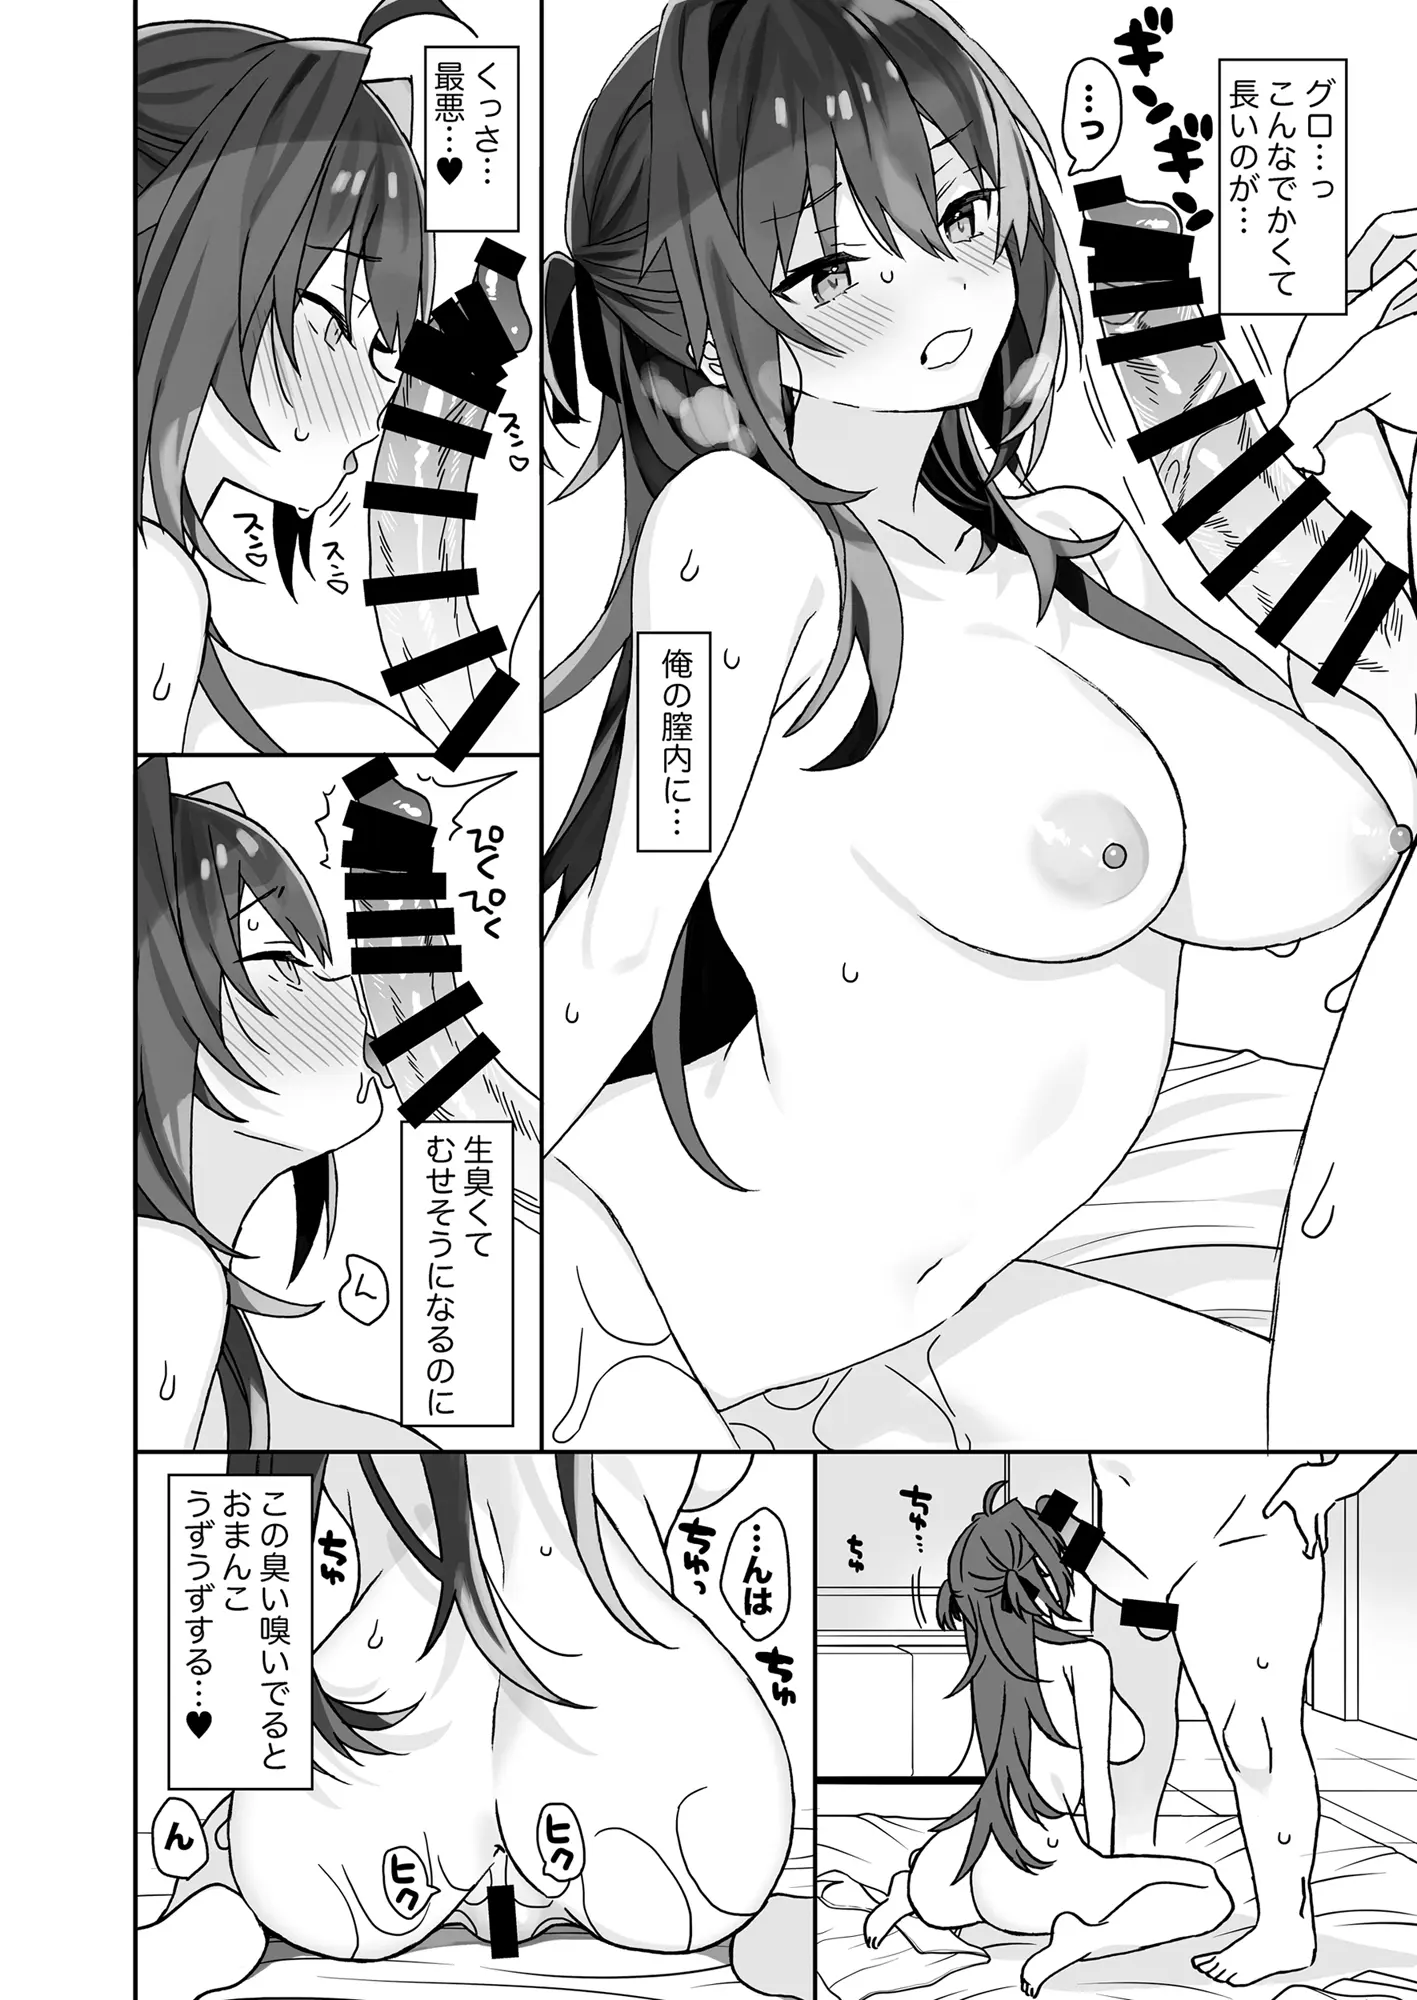 グロ…っ
こんなでかくて
長いのが…
ギンギン
…っ
俺の膣内に…
くっさ…
最悪…♥
スン♡
スン♡
スン♡
ぴくぴく
生臭くて
むせそうになるのに
ん
ちゅ…
ちゅ
…んは
ちゅっ
ちゅ
ちゅ
この臭い嗅いでると
おまんこ
うずうずする…♥
ヒク
ヒク
ん